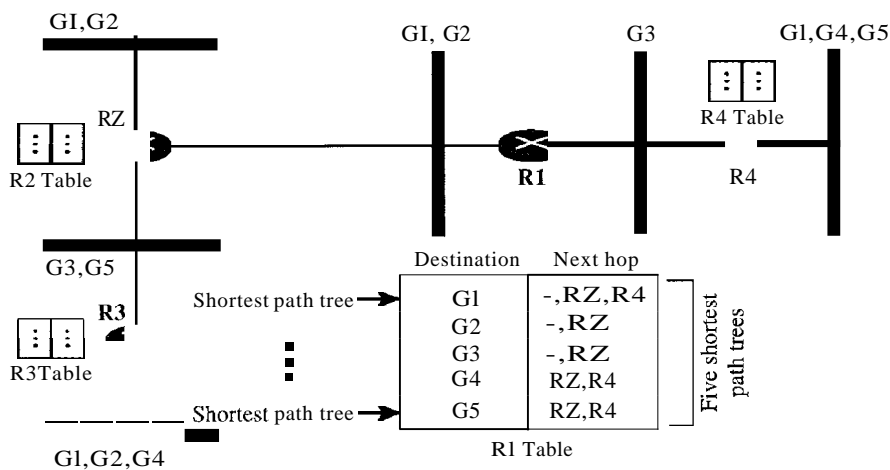 GI,G2
GI, G2
G3
G1,G4,G5
RZ
R2 Table
R4 Table
R1
R4
G3,G5
R3
R3Table
Destination Next hop
Shortest path tree G1 -,RZ,R4
G2 -,RZ
G3 -,RZ
G4 RZ,R4
Shortest path tree G5 RZ,R4
R1 Table
Five shortest
path trees
G1,G2,G4